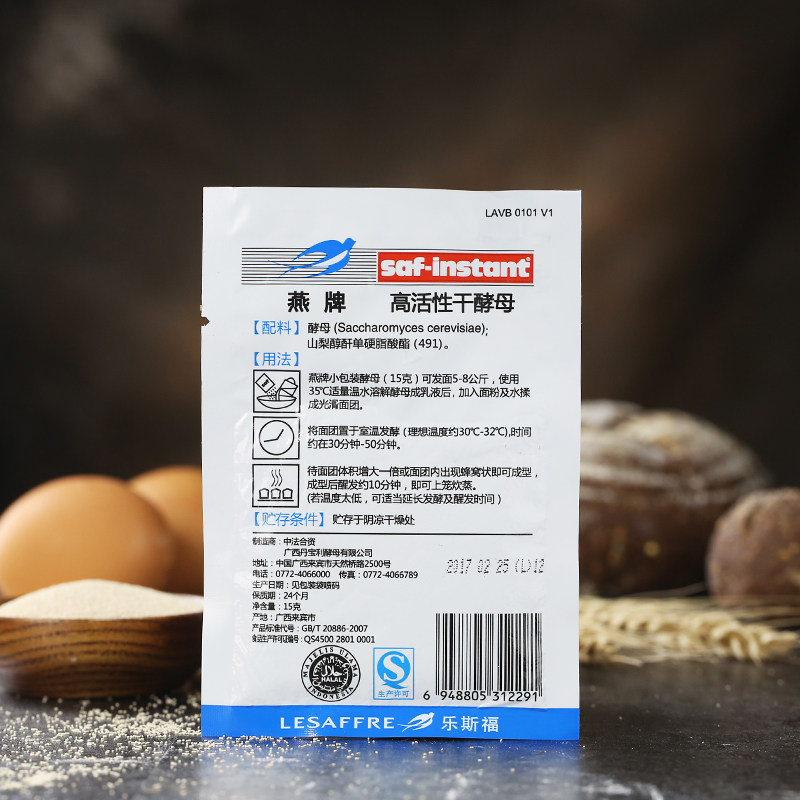 LAVB 0101 V1
saf-instant
燕牌 高活性干酵母
【配料】酵母 (Saccharomyces cerevisiae);
山梨醇酐单硬脂酸酯 (491)。
【用法】
燕牌小包装酵母 (15克) 可发面5-8公斤，使用
35℃适量温水溶解酵母成乳液后，加入面粉及水揉
成光滑面团。
将面团置于室温发酵 (理想温度约30℃-32℃),时间
约在30分钟-50分钟。
待面团体积增大一倍或面团内出现蜂窝状即可成型，
成型后醒发约10分钟，即可上笼炊蒸。
(若温度太低，可适当延长发酵及醒发时间)
【贮存条件】贮存于阴凉干燥处
制造商：中法合资
广西丹宝利酵母有限公司
地址：中国广西来宾市天然桥路2500号
电话：0772-4066000 传真：0772-4066789
生产日期：见包装袋喷码
保质期：24个月
净含量：15克
产地：广西来宾市
产品标准代号：GB/T 20886-2007
食品生产许可证编号：QS4500 2801 0001
2017 02 25 (L)12
MAJELIS ULAMA
HALAL
INDONESIA
生产许可
6 948805 312291
LESAFFRE 乐斯福